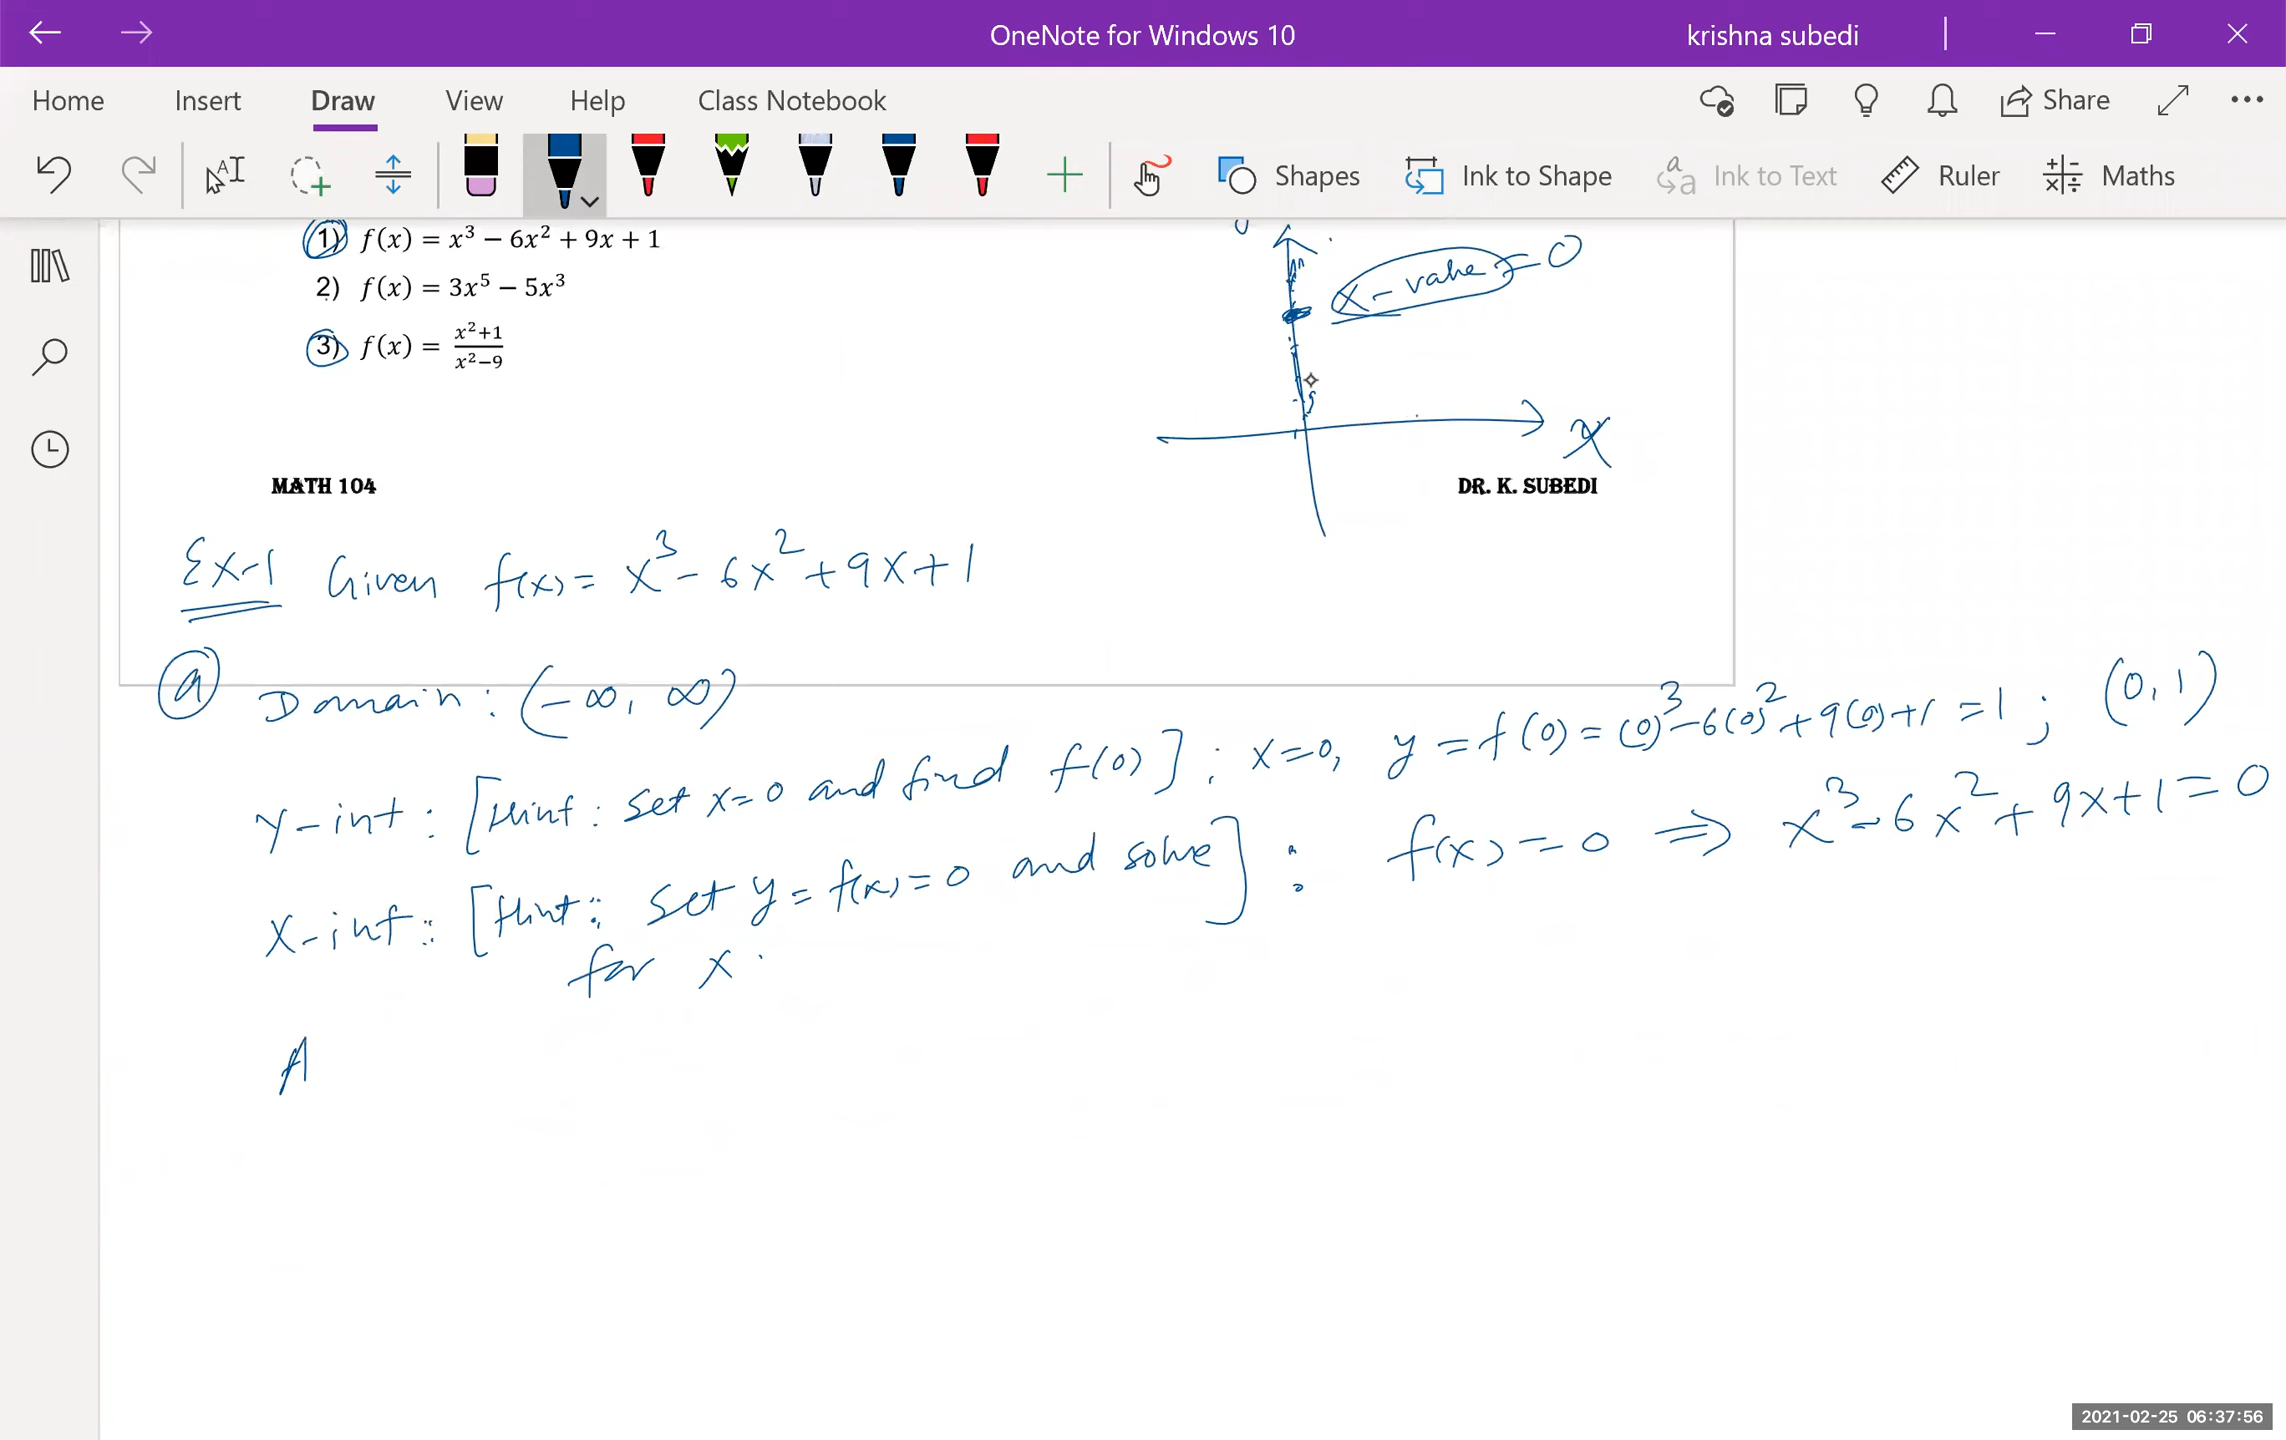 OneNote for Windows 10
krishna subedi
Home Insert Draw View Help Class Notebook
Share
Shapes Ink to Shape Ink to Text Ruler Maths
1) f(x) = x³ − 6x² + 9x + 1
2) f(x) = 3x⁵ − 5x³
3) f(x) = (x²+1)/(x²−9)
x - value = 0
x
MATH 104
DR. K. SUBEDI
Ex-1 Given f(x) = x³ - 6x² + 9x + 1
(a) Domain: (-∞, ∞)
Y-int: [Hint: set x=0 and find f(0)]: x=0, y = f(0) = (0)³ - 6(0)² + 9(0) + 1 = 1; (0, 1)
X-int: [Hint: set y = f(x) = 0 and solve for x.]: f(x) = 0 ⇒ x³ - 6x² + 9x + 1 = 0
A
2021-02-25 06:37:56